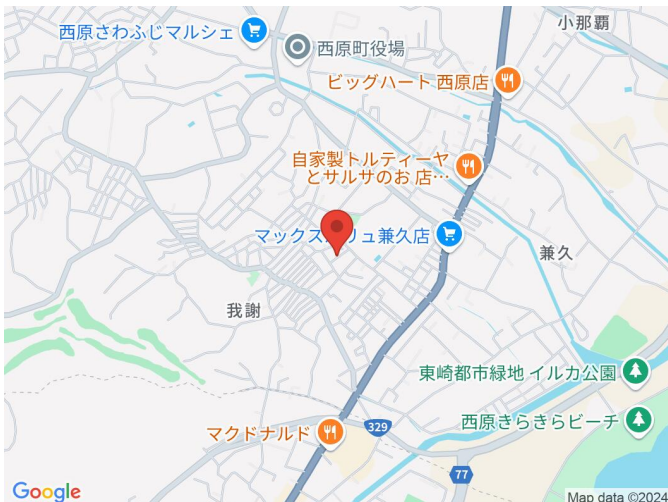 小那覇
西原さわふじマルシェ
西原町役場
ビッグハート 西原店
自家製トルティーヤ
とサルサのお 店…
マックス
リュ兼久店
兼久
我謝
東崎都市緑地 イルカ公園
西原きらきらビーチ
マクドナルド
329
77
Google
Map data ©2024